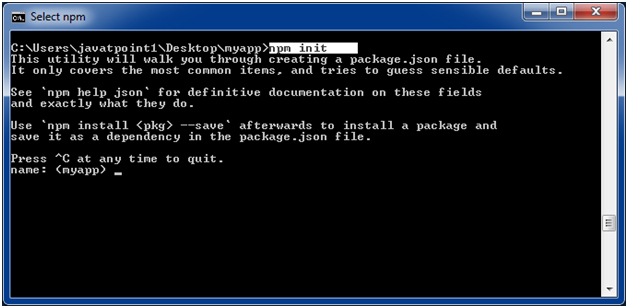 Select npm
C:\Users\javatpoint1\Desktop\myapp>npm init
This utility will walk you through creating a package.json file.
It only covers the most common items, and tries to guess sensible defaults.
See `npm help json` for definitive documentation on these fields
and exactly what they do.
Use `npm install <pkg> --save` afterwards to install a package and
save it as a dependency in the package.json file.
Press ^C at any time to quit.
name: (myapp) _